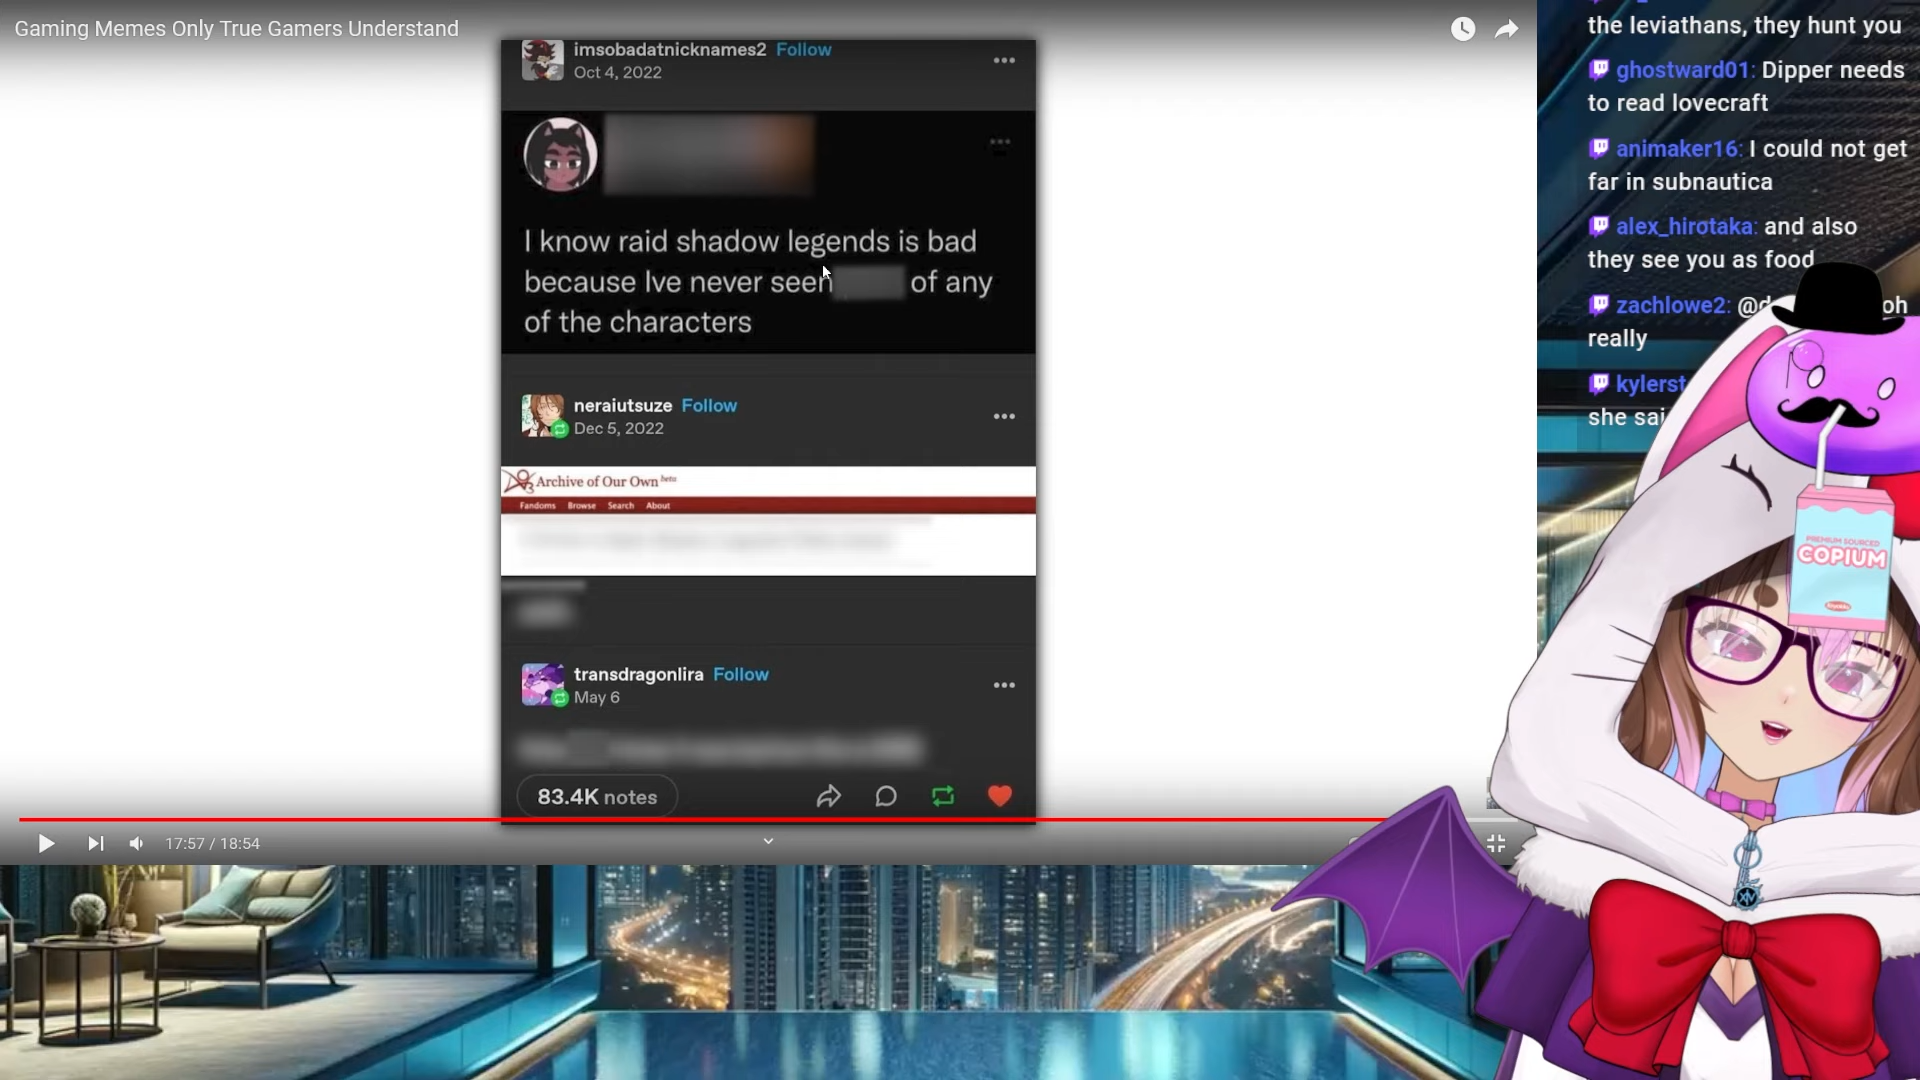 Gaming Memes Only True Gamers Understand
imsobadatnicknames2 Follow
Oct 4, 2022
I know raid shadow legends is bad
because Ive never seen of any
of the characters
neraiutsuze Follow
Dec 5, 2022
Archive of Our Own beta
Fandoms Browse Search About
transdragonlira Follow
May 6
83.4K notes
17:57 / 18:54
the leviathans, they hunt you
ghostward01: Dipper needs
to read lovecraft
animaker16: I could not get
far in subnautica
alex_hirotaka: and also
they see you as food
zachlowe2: oh
really
kylerst
she sai
PREMIUM SOURCED
COPIUM